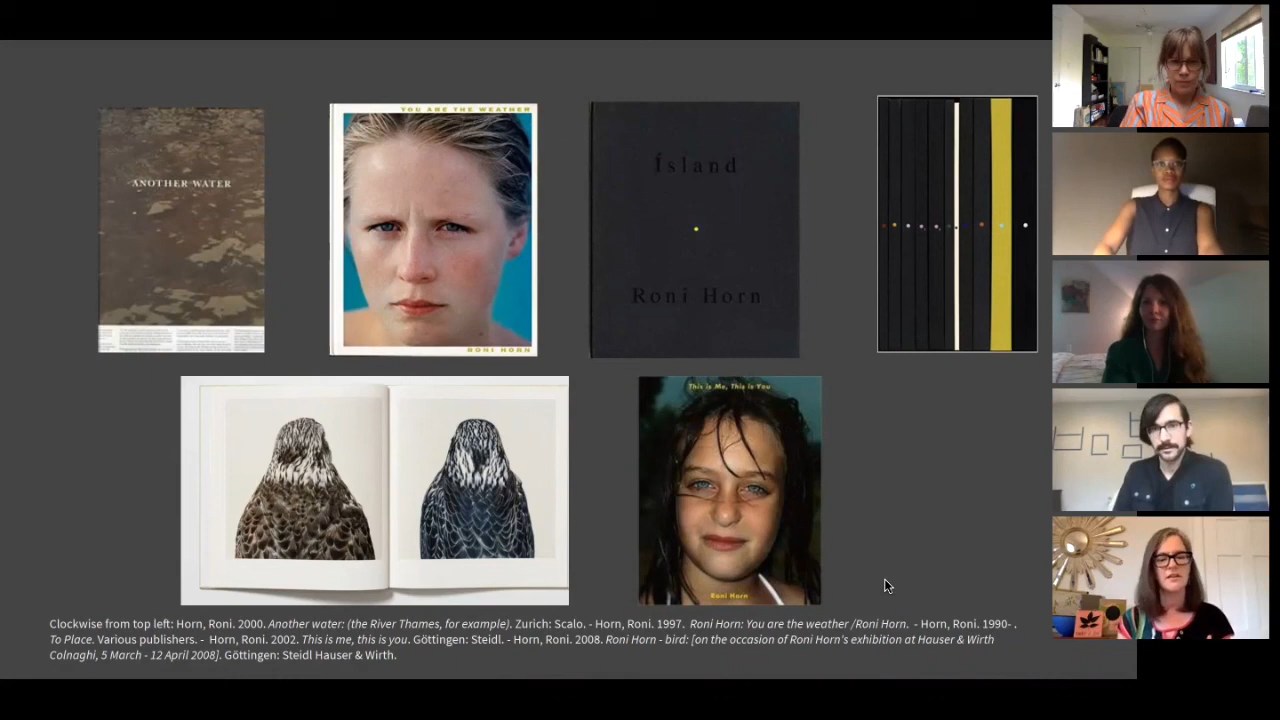 ANOTHER WATER
YOU ARE THE WEATHER
RONI HORN
Ísland
Roni Horn
This is Me, This is You
Roni Horn
Clockwise from top left: Horn, Roni. 2000. Another water: (the River Thames, for example). Zurich: Scalo. - Horn, Roni. 1997. Roni Horn: You are the weather /Roni Horn. - Horn, Roni. 1990- .
To Place. Various publishers. - Horn, Roni. 2002. This is me, this is you. Göttingen: Steidl. - Horn, Roni. 2008. Roni Horn - bird: [on the occasion of Roni Horn's exhibition at Hauser & Wirth
Colnaghi, 5 March - 12 April 2008]. Göttingen: Steidl Hauser & Wirth.